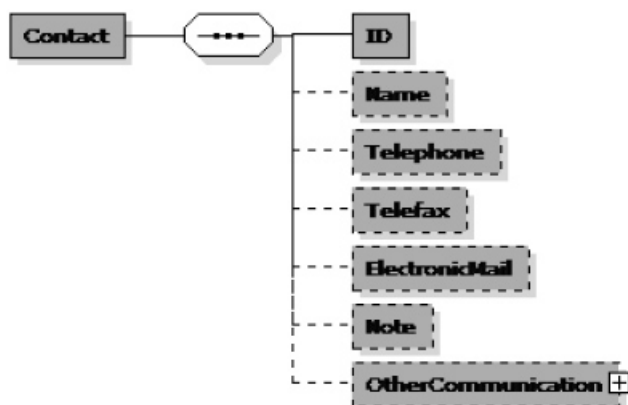 Contact
ID
Name
Telephone
Telefax
ElectronicMail
Note
OtherCommunication